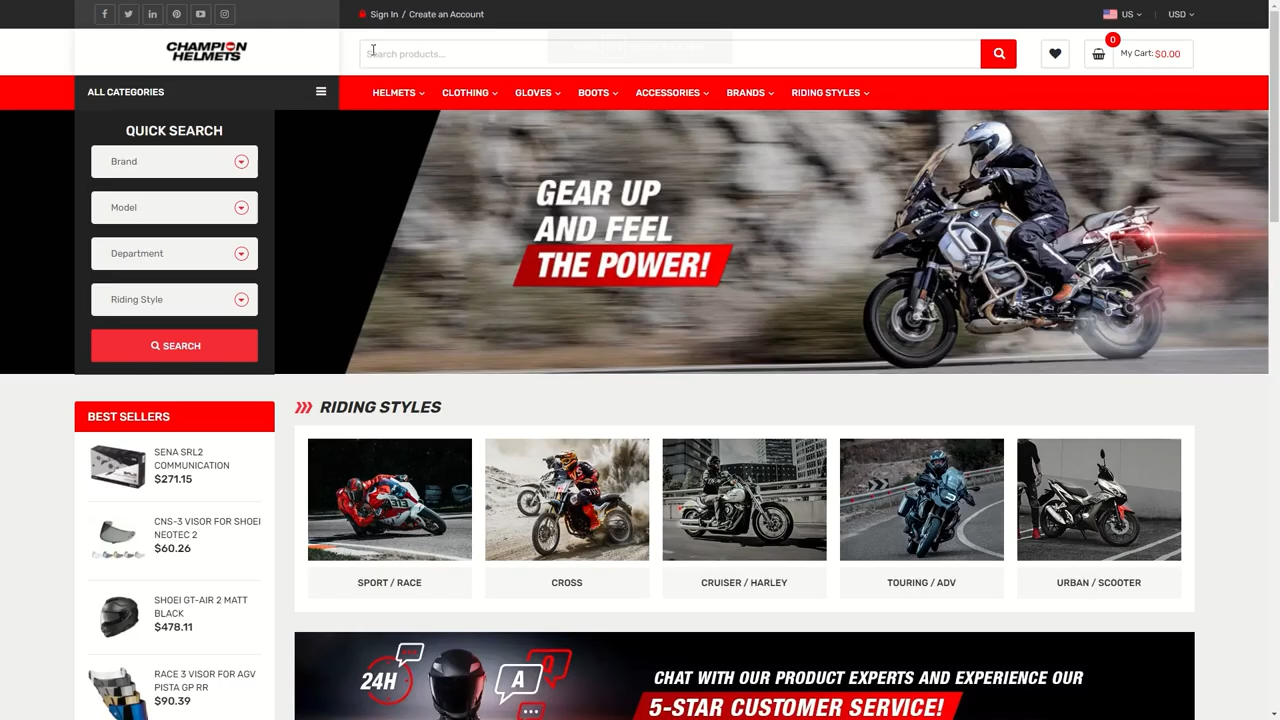 Sign In / Create an Account
US
USD
CHAMPION
HELMETS
Search products...
0
My Cart: $0.00
ALL CATEGORIES
HELMETS
CLOTHING
GLOVES
BOOTS
ACCESSORIES
BRANDS
RIDING STYLES
QUICK SEARCH
Brand
Model
Department
Riding Style
SEARCH
GEAR UP
AND FEEL
THE POWER!
BEST SELLERS
SENA SRL2
COMMUNICATION
$271.15
CNS-3 VISOR FOR SHOEI
NEOTEC 2
$60.26
SHOEI GT-AIR 2 MATT
BLACK
$478.11
RACE 3 VISOR FOR AGV
PISTA GP RR
$90.39
RIDING STYLES
SPORT / RACE
CROSS
CRUISER / HARLEY
TOURING / ADV
URBAN / SCOOTER
24H
A
Q
CHAT WITH OUR PRODUCT EXPERTS AND EXPERIENCE OUR
5-STAR CUSTOMER SERVICE!